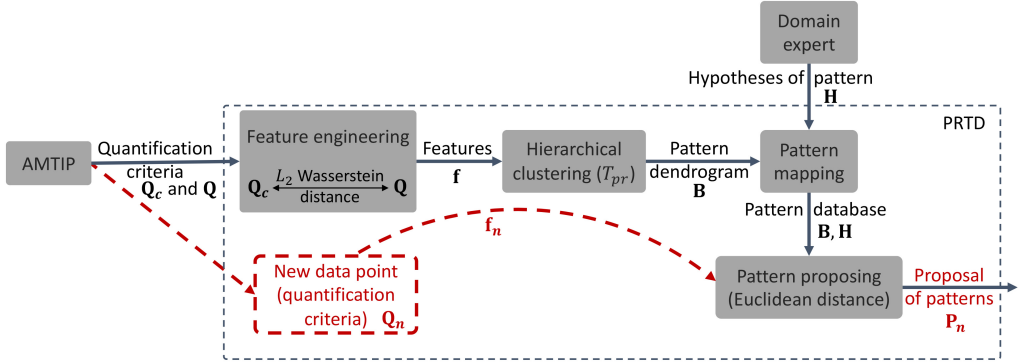 Domain
expert
Hypotheses of pattern
H
PRTD
AMTIP
Quantification
criteria
Q_c and Q
Feature engineering
Q_c L_2 Wasserstein distance Q
Features
f
Hierarchical
clustering (T_pr)
Pattern
dendrogram
B
Pattern
mapping
Pattern database
B, H
f_n
New data point
(quantification
criteria) Q_n
Pattern proposing
(Euclidean distance)
Proposal
of patterns
P_n